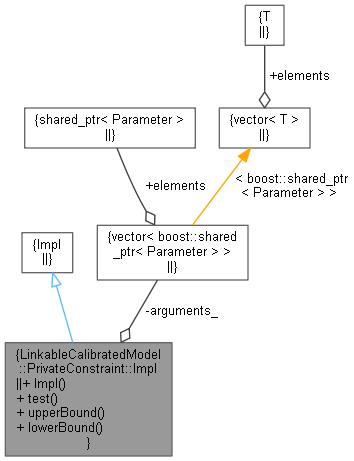 {T
||}
+elements
{shared_ptr< Parameter >
||}
{vector< T >
||}
+elements
< boost::shared_ptr
< Parameter > >
{Impl
||}
{vector< boost::shared
_ptr< Parameter > >
||}
-arguments_
{LinkableCalibratedModel
::PrivateConstraint::Impl
||+ Impl()
+ test()
+ upperBound()
+ lowerBound()
}